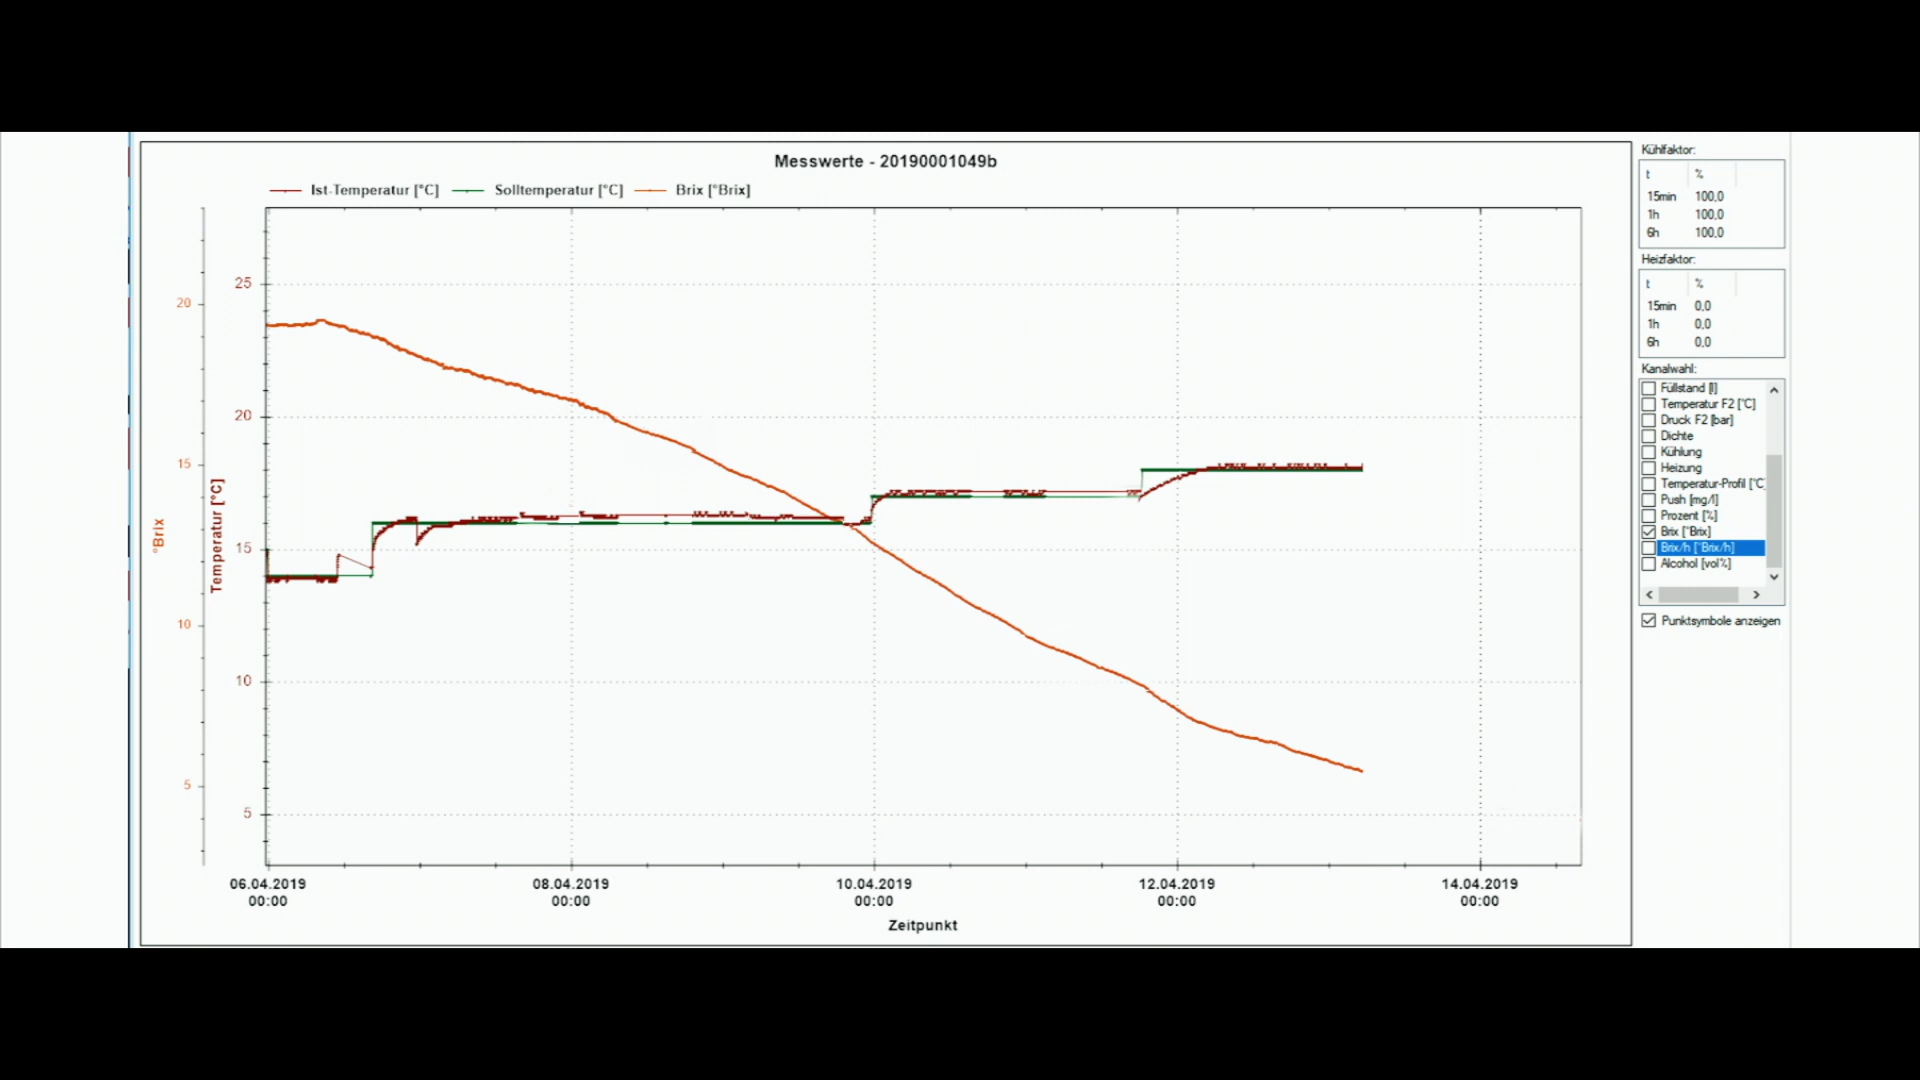 Messwerte - 20190001049b
Ist-Temperatur [°C] Solltemperatur [°C] Brix [°Brix]
°Brix
20
15
10
5
Temperatur [°C]
25
20
15
10
5
06.04.2019 00:00
08.04.2019 00:00
10.04.2019 00:00
12.04.2019 00:00
14.04.2019 00:00
Zeitpunkt
Kühlfaktor:
t %
15min 100,0
1h 100,0
6h 100,0
Heizfaktor:
t %
15min 0,0
1h 0,0
6h 0,0
Kanalwahl:
Füllstand [l]
Temperatur F2 [°C]
Druck F2 [bar]
Dichte
Kühlung
Heizung
Temperatur-Profil [°C
Push [mg/l]
Prozent [%]
Brix [°Brix]
Brix/h [°Brix/h]
Alcohol [vol%]
Punktsymbole anzeigen